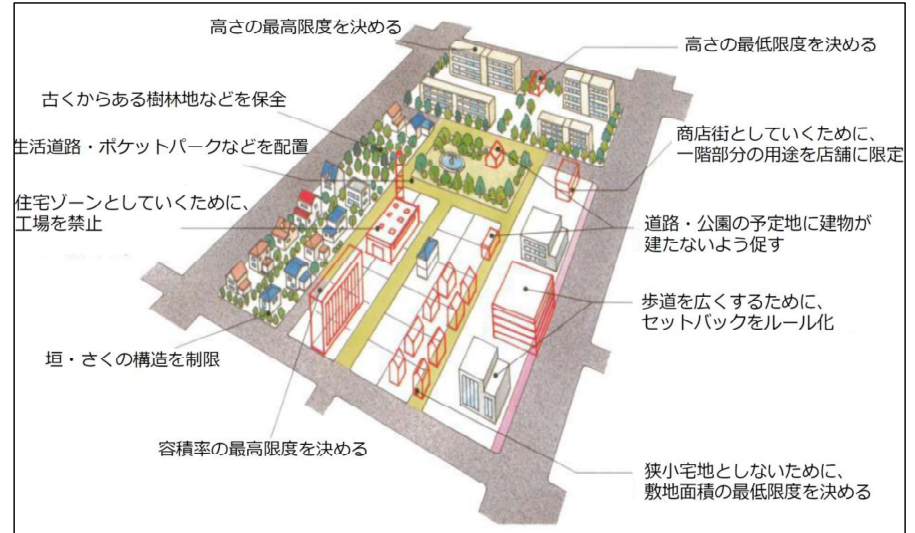 高さの最高限度を決める
高さの最低限度を決める
古くからある樹林地などを保全
生活道路・ポケットパークなどを配置
商店街としていくために、
一階部分の用途を店舗に限定
住宅ゾーンとしていくために、
工場を禁止
道路・公園の予定地に建物が
建たないよう促す
歩道を広くするために、
セットバックをルール化
垣・さくの構造を制限
容積率の最高限度を決める
狭小宅地としないために、
敷地面積の最低限度を決める